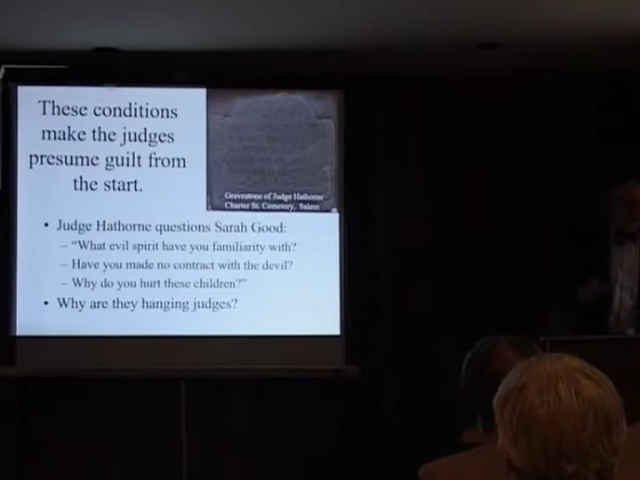 These conditions
make the judges
presume guilt from
the start.
Gravestone of Judge Hathorne
Charter St. Cemetery, Salem
• Judge Hathorne questions Sarah Good:
– "What evil spirit have you familiarity with?
– Have you made no contract with the devil?
– Why do you hurt these children?"
• Why are they hanging judges?